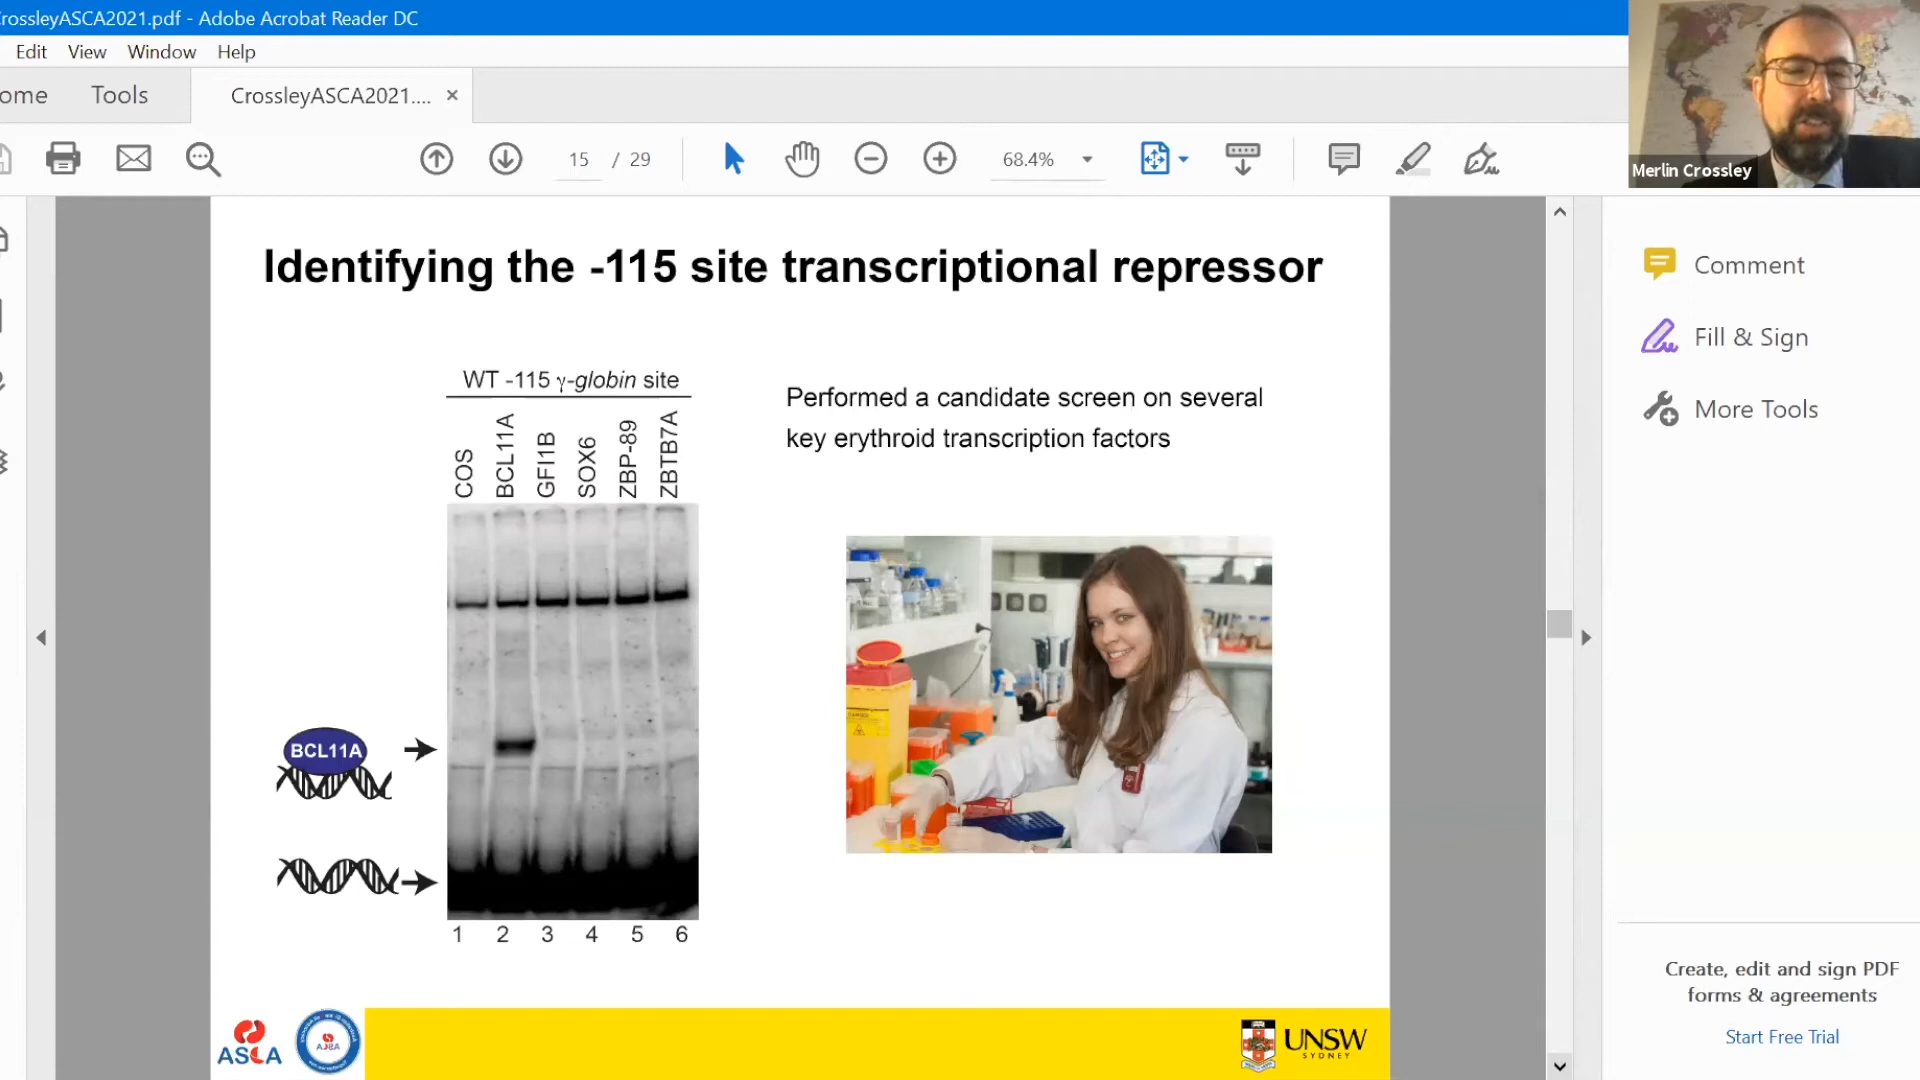 CrossleyASCA2021.pdf - Adobe Acrobat Reader DC
Edit View Window Help
ome Tools CrossleyASCA2021.... ×
15 / 29 68.4%
Merlin Crossley
Identifying the -115 site transcriptional repressor
WT -115 γ-globin site
COS BCL11A GFI1B SOX6 ZBP-89 ZBTB7A
Performed a candidate screen on several
key erythroid transcription factors
BCL11A
1 2 3 4 5 6
Comment
Fill & Sign
More Tools
Create, edit and sign PDF
forms & agreements
Start Free Trial
ASCA
UNSW
SYDNEY